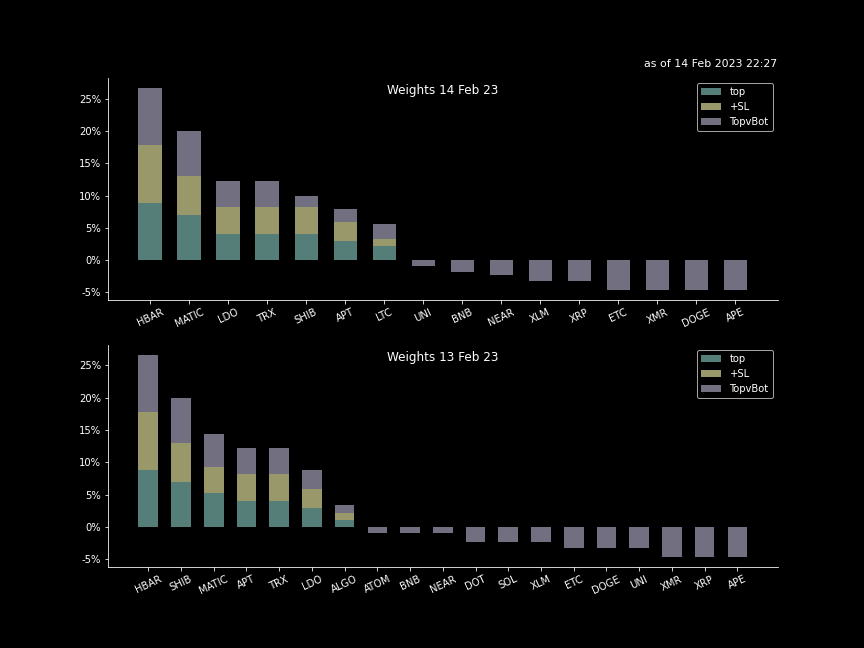 as of 14 Feb 2023 22:27
Weights 14 Feb 23
top
+SL
TopvBot
25%
20%
15%
10%
5%
0%
-5%
HBAR MATIC LDO TRX SHIB APT LTC UNI BNB NEAR XLM XRP ETC XMR DOGE APE
Weights 13 Feb 23
top
+SL
TopvBot
25%
20%
15%
10%
5%
0%
-5%
HBAR SHIB MATIC APT TRX LDO ALGO ATOM BNB NEAR DOT SOL XLM ETC DOGE UNI XMR XRP APE